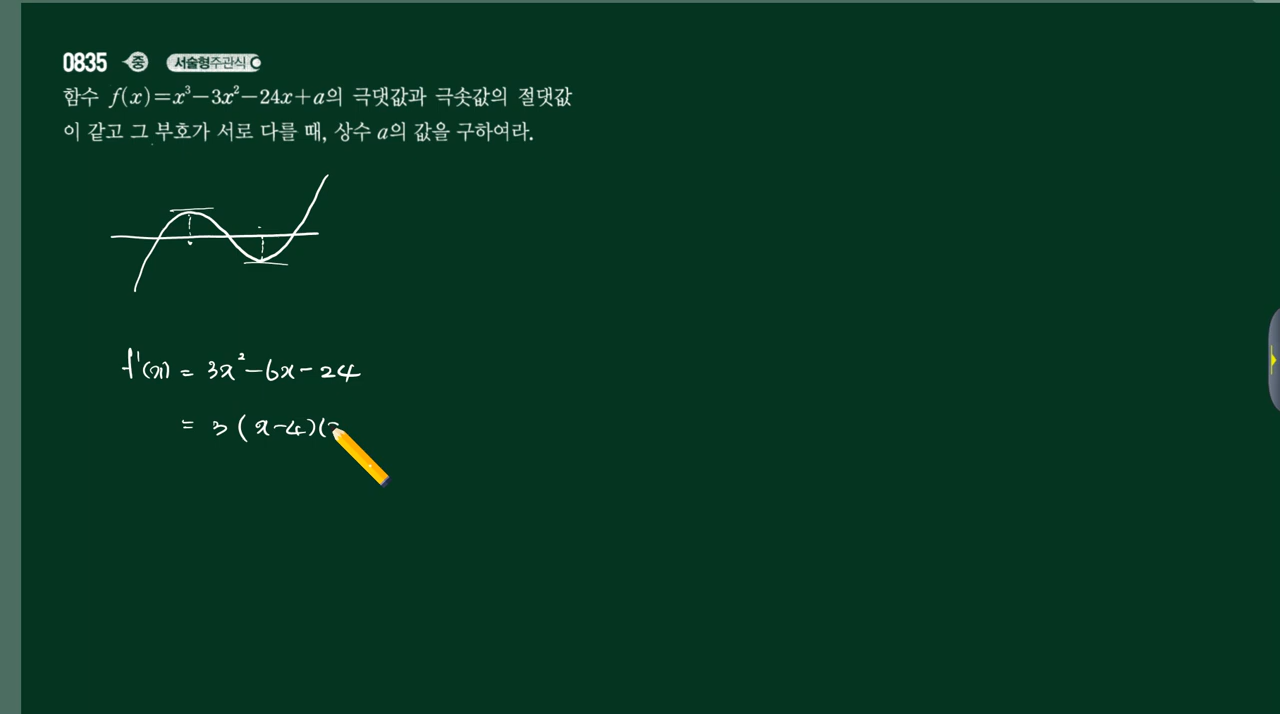 0835 중 서술형주관식
함수 f(x)=x³−3x²−24x+a의 극댓값과 극솟값의 절댓값
이 같고 그 부호가 서로 다를 때, 상수 a의 값을 구하여라.
f'(x) = 3x²−6x−24
= 3(x−4)(